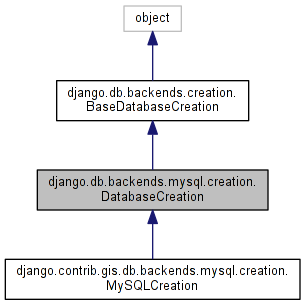 object
django.db.backends.creation.
BaseDatabaseCreation
django.db.backends.mysql.creation.
DatabaseCreation
django.contrib.gis.db.backends.mysql.creation.
MySQLCreation